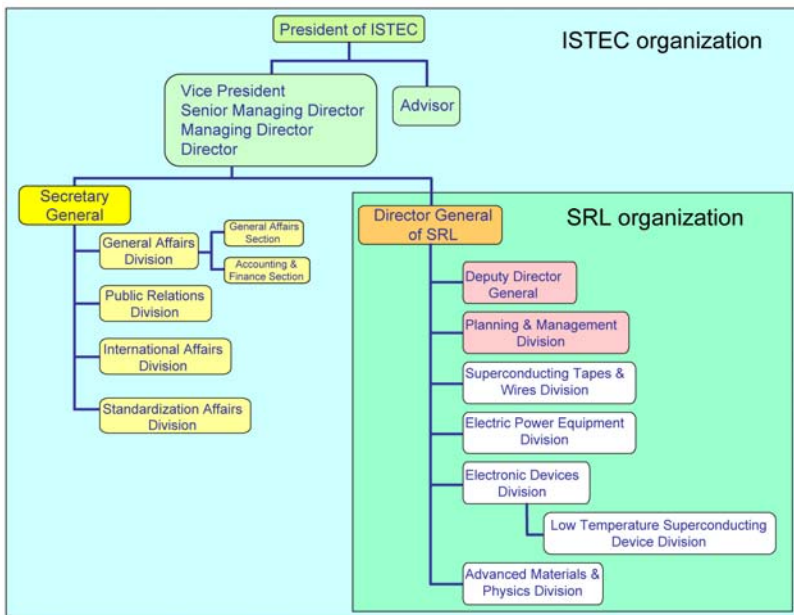 President of ISTEC
ISTEC organization
Vice President
Senior Managing Director
Managing Director
Director
Advisor
Secretary
General
General Affairs
Division
General Affairs
Section
Accounting &
Finance Section
Public Relations
Division
International Affairs
Division
Standardization Affairs
Division
Director General
of SRL
SRL organization
Deputy Director
General
Planning & Management
Division
Superconducting Tapes &
Wires Division
Electric Power Equipment
Division
Electronic Devices
Division
Low Temperature Superconducting
Device Division
Advanced Materials &
Physics Division